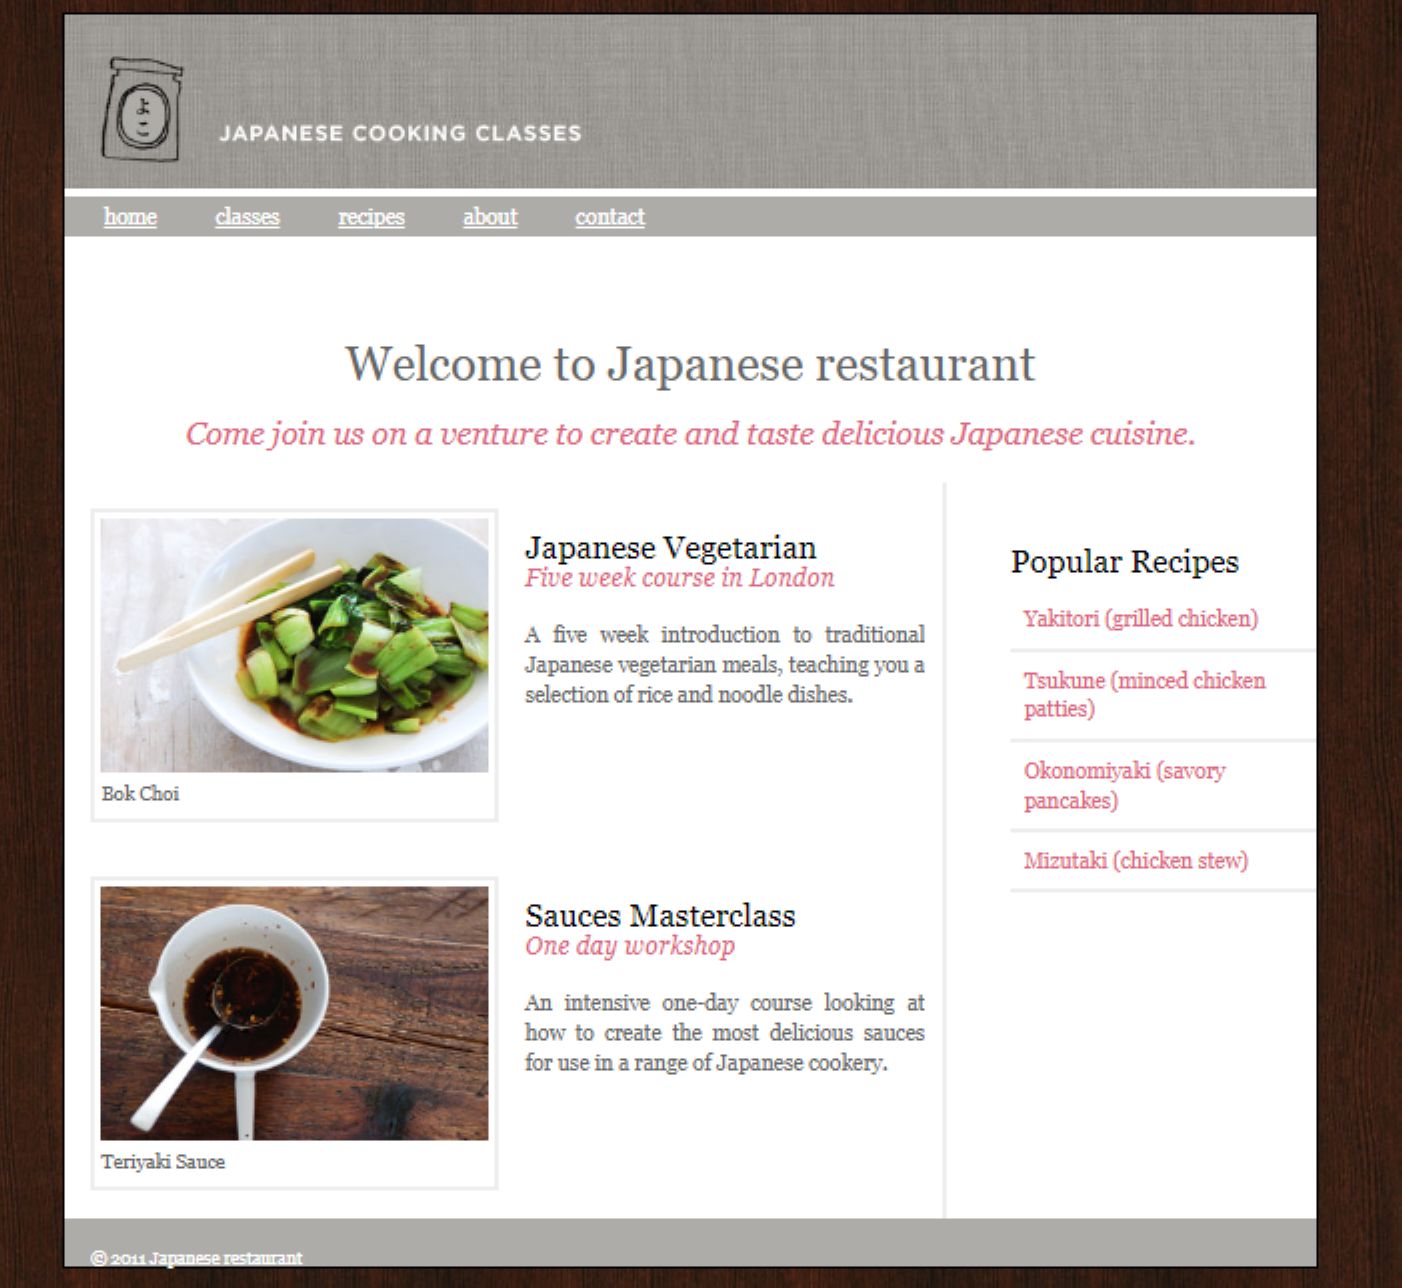 よこ
JAPANESE COOKING CLASSES
home classes recipes about contact
Welcome to Japanese restaurant
Come join us on a venture to create and taste delicious Japanese cuisine.
Japanese Vegetarian
Five week course in London
A five week introduction to traditional
Japanese vegetarian meals, teaching you a
selection of rice and noodle dishes.
Bok Choi
Sauces Masterclass
One day workshop
An intensive one-day course looking at
how to create the most delicious sauces
for use in a range of Japanese cookery.
Teriyaki Sauce
Popular Recipes
Yakitori (grilled chicken)
Tsukune (minced chicken
patties)
Okonomiyaki (savory
pancakes)
Mizutaki (chicken stew)
© 2011 Japanese restaurant